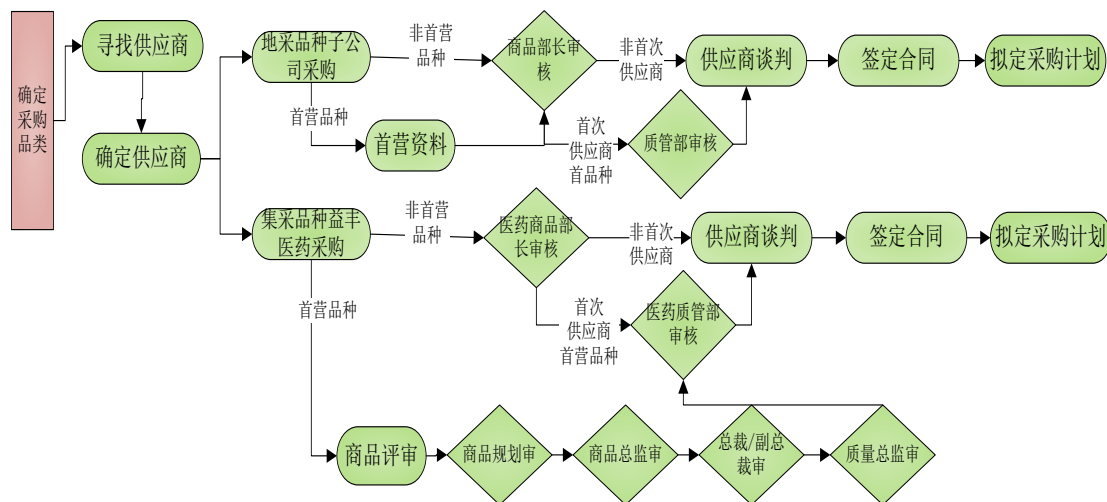 确定
采购
品类
寻找供应商
确定供应商
地采品种子公
司采购
非首营
品种
商品部长审
核
非首次
供应商
供应商谈判
签定合同
拟定采购计划
首营品种
首营资料
首次
供应商
首品种
质管部审核
集采品种益丰
医药采购
非首营
品种
医药商品部
长审核
非首次
供应商
供应商谈判
签定合同
拟定采购计划
首营品种
首次
供应商
首营品种
医药质管部
审核
商品评审
商品规划审
商品总监审
总裁/副总
裁审
质量总监审